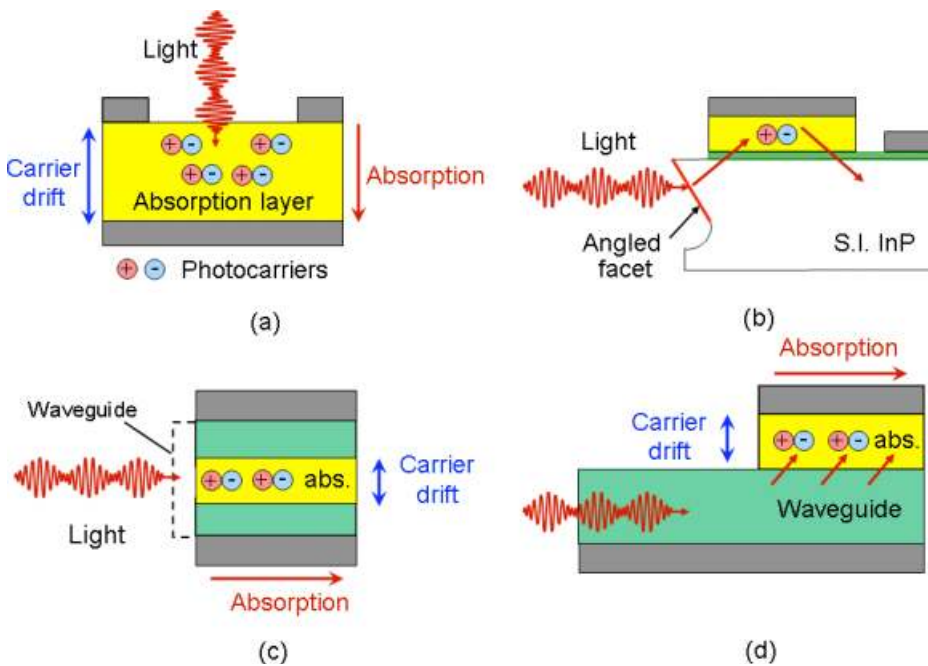 Light
Carrier
drift
Absorption
Absorption layer
+ - + -
+ - + -
+ - Photocarriers
(a)
Light
+ -
Angled
facet
S.I. InP
(b)
Waveguide
+ - + - abs.
Carrier
drift
Light
Absorption
(c)
Absorption
Carrier
drift
+ - + - abs.
Waveguide
(d)